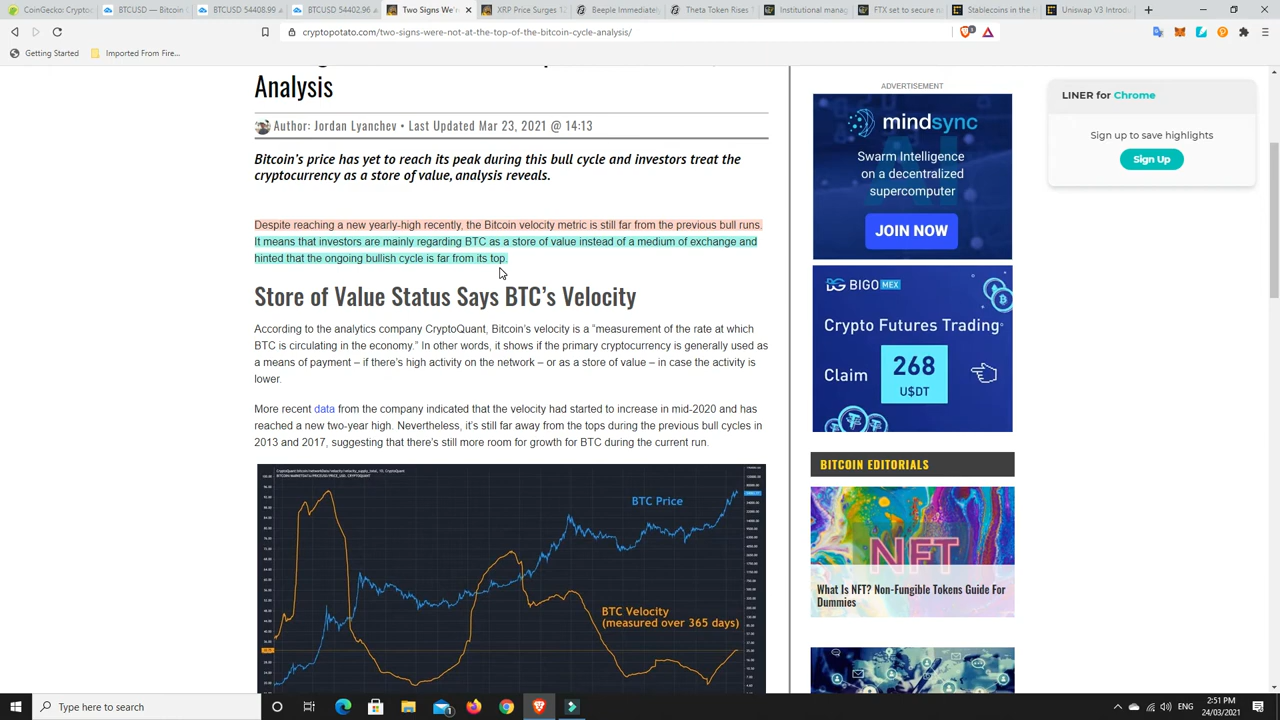 CoinGecko: Crypto
BTCUSD — Bitcoin
BTCUSD 54408.99
BTCUSD 54402.96
Two Signs We're
XRP Price Surges 1
Beeple Immediately
Theta Token Rises
Institutional mana
FTX set to secure n
Stablecoins in the
Uniswap V3 Introdu
cryptopotato.com/two-signs-were-not-at-the-top-of-the-bitcoin-cycle-analysis/
Getting Started
Imported From Fire...
Analysis
Author: Jordan Lyanchev • Last Updated Mar 23, 2021 @ 14:13
Bitcoin's price has yet to reach its peak during this bull cycle and investors treat the
cryptocurrency as a store of value, analysis reveals.
Despite reaching a new yearly-high recently, the Bitcoin velocity metric is still far from the previous bull runs.
It means that investors are mainly regarding BTC as a store of value instead of a medium of exchange and
hinted that the ongoing bullish cycle is far from its top.
Store of Value Status Says BTC's Velocity
According to the analytics company CryptoQuant, Bitcoin's velocity is a "measurement of the rate at which
BTC is circulating in the economy." In other words, it shows if the primary cryptocurrency is generally used as
a means of payment – if there's high activity on the network – or as a store of value – in case the activity is
lower.
More recent data from the company indicated that the velocity had started to increase in mid-2020 and has
reached a new two-year high. Nevertheless, it's still far away from the tops during the previous bull cycles in
2013 and 2017, suggesting that there's still more room for growth for BTC during the current run.
BTC Price
BTC Velocity
(measured over 365 days)
ADVERTISEMENT
mindsync
Swarm Intelligence
on a decentralized
supercomputer
JOIN NOW
BIGOMEX
Crypto Futures Trading
Claim
268
U$DT
BITCOIN EDITORIALS
NFT
What Is NFT? Non-Fungible Tokens Guide For
Dummies
LINER for Chrome
Sign up to save highlights
Sign Up
Type here to search
ENG
2:51 PM
24/03/2021